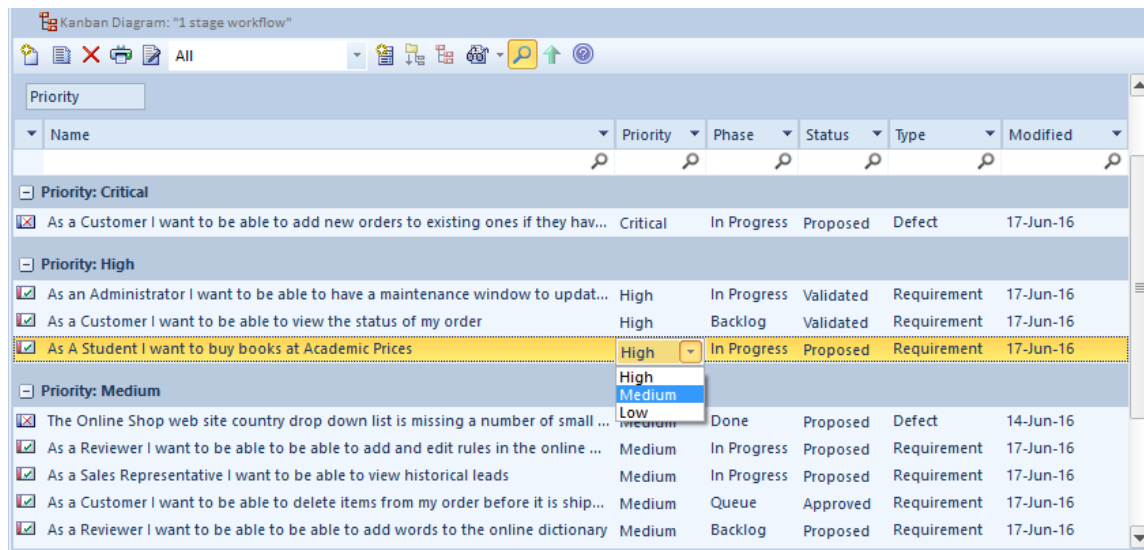 Kanban Diagram: "1 stage workflow"
All
Priority
Name Priority Phase Status Type Modified
Priority: Critical
As a Customer I want to be able to add new orders to existing ones if they hav... Critical In Progress Proposed Defect 17-Jun-16
Priority: High
As an Administrator I want to be able to have a maintenance window to updat... High In Progress Validated Requirement 17-Jun-16
As a Customer I want to be able to view the status of my order High Backlog Validated Requirement 17-Jun-16
As A Student I want to buy books at Academic Prices High In Progress Proposed Requirement 17-Jun-16
High
Priority: Medium
Medium
Low
The Online Shop web site country drop down list is missing a number of small ... Medium Done Proposed Defect 14-Jun-16
As a Reviewer I want to be able to be able to add and edit rules in the online ... Medium In Progress Proposed Requirement 17-Jun-16
As a Sales Representative I want to be able to view historical leads Medium In Progress Proposed Requirement 17-Jun-16
As a Customer I want to be able to delete items from my order before it is ship... Medium Queue Approved Requirement 17-Jun-16
As a Reviewer I want to be able to be able to add words to the online dictionary Medium Backlog Proposed Requirement 17-Jun-16